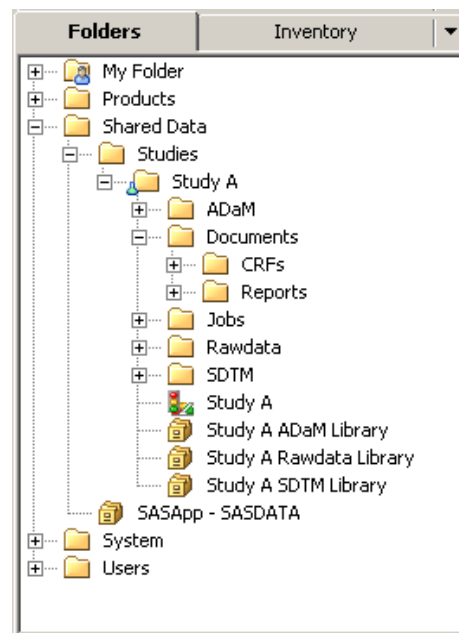 Folders Inventory
My Folder
Products
Shared Data
Studies
Study A
ADaM
Documents
CRFs
Reports
Jobs
Rawdata
SDTM
Study A
Study A ADaM Library
Study A Rawdata Library
Study A SDTM Library
SASApp - SASDATA
System
Users